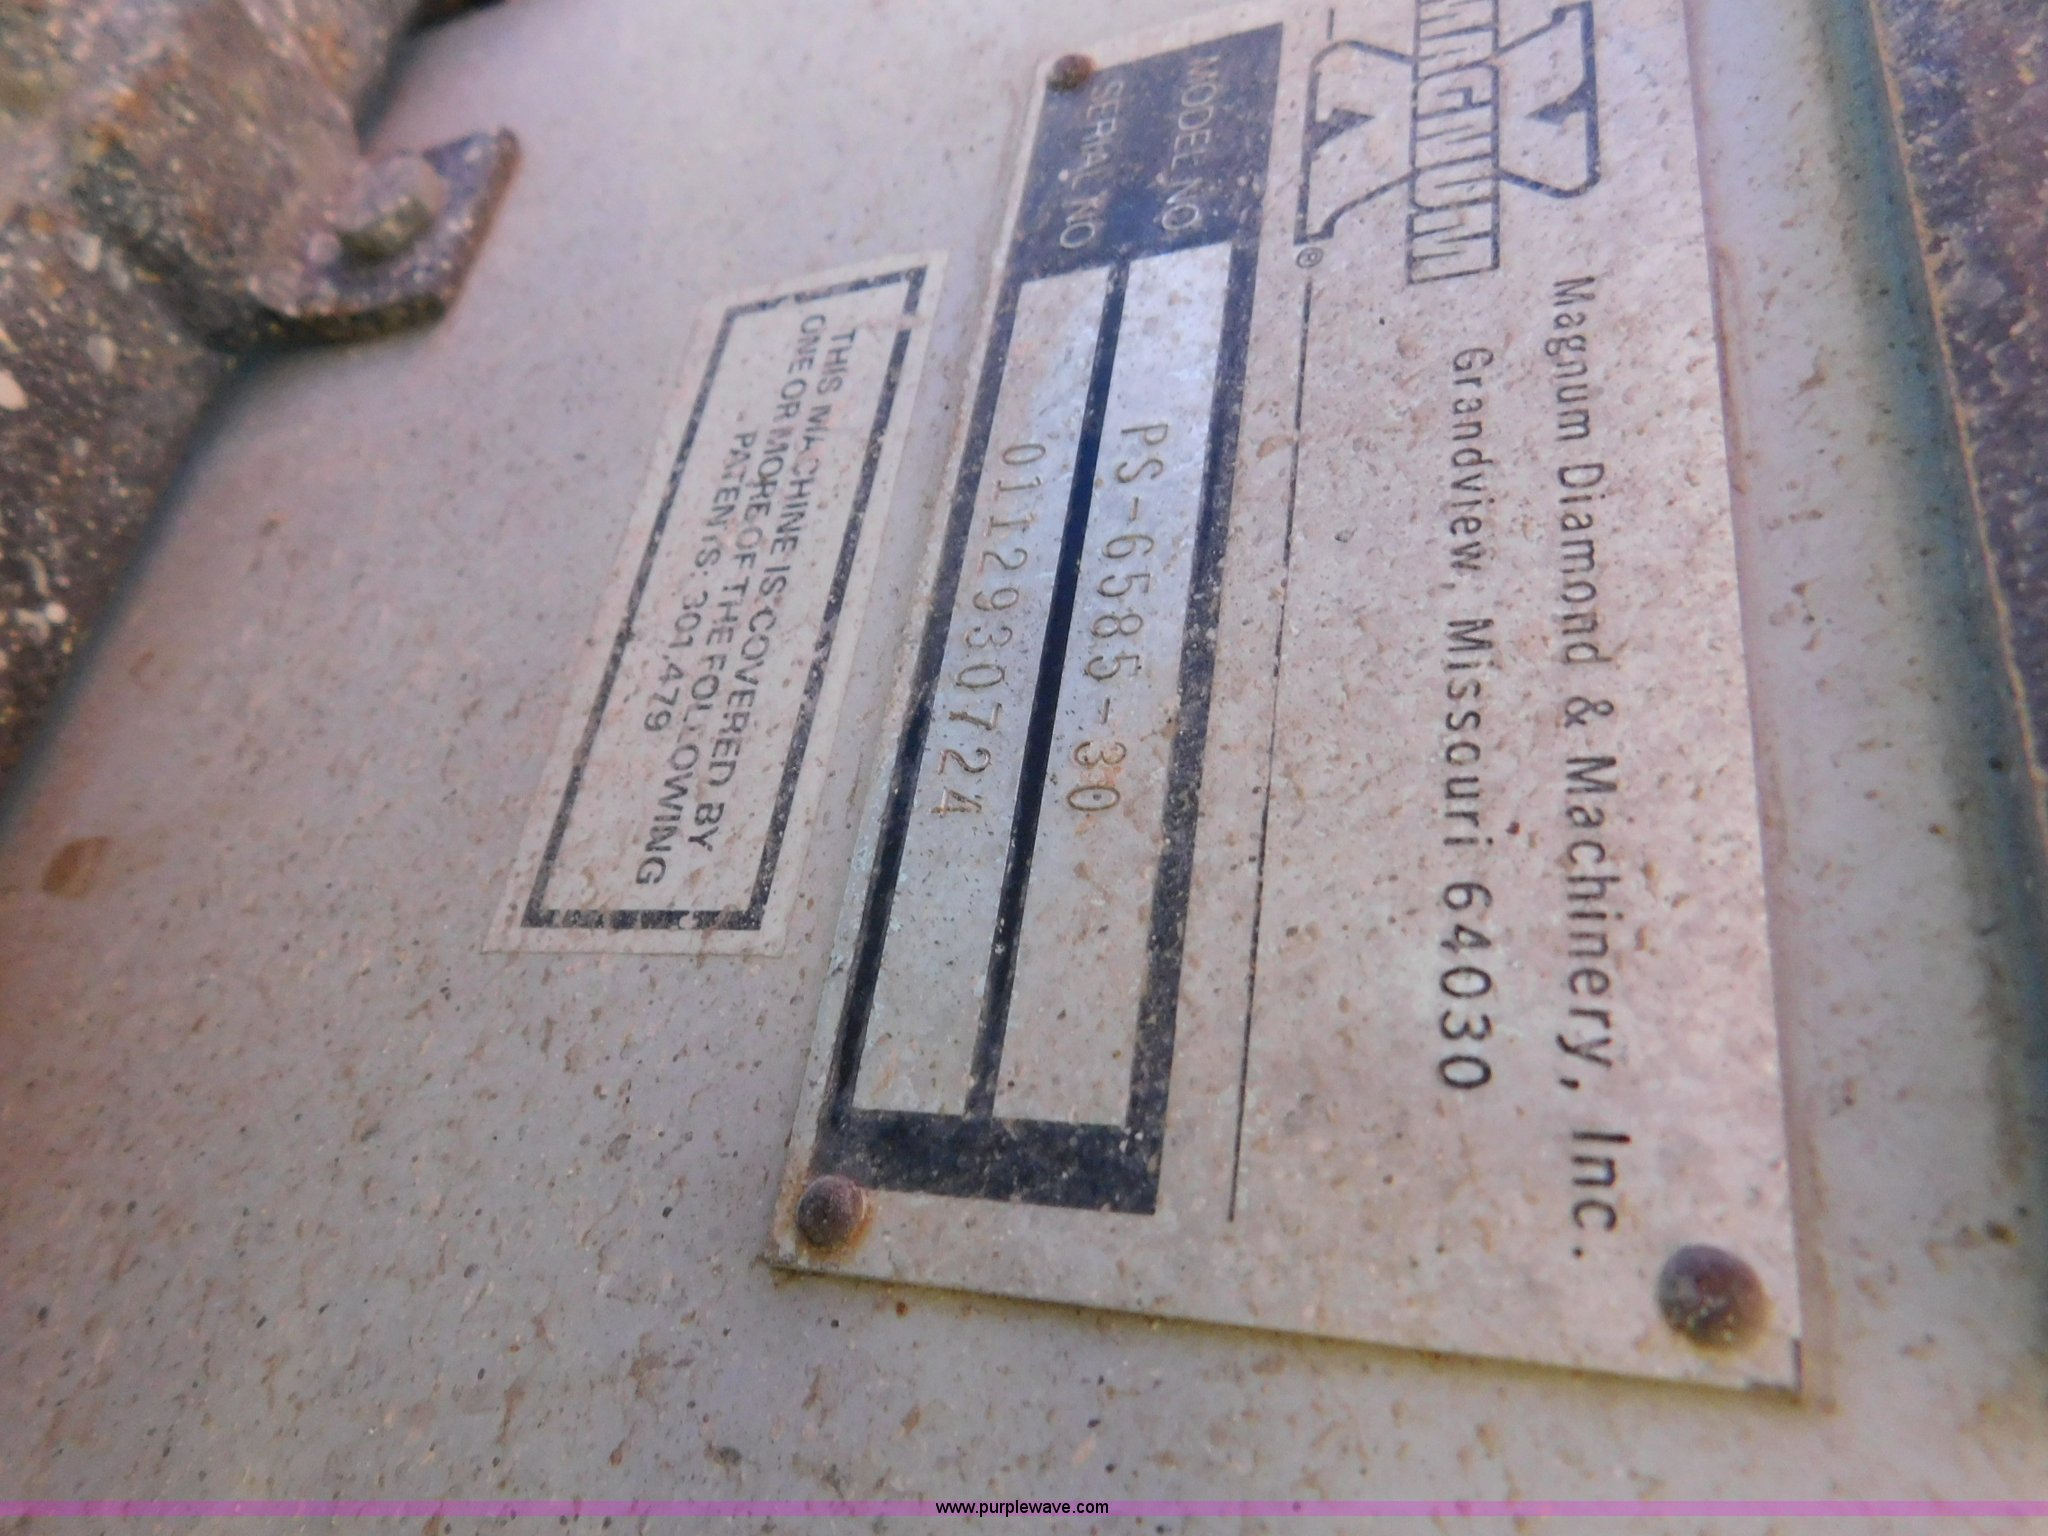 MAGNUM
®
Magnum Diamond & Machinery, Inc.
Grandview, Missouri 64030
MODEL NO
PS-6585-30
SERIAL NO
0112930724
THIS MACHINE IS COVERED BY
ONE OR MORE OF THE FOLLOWING
PATENTS: 301,479
www.purplewave.com